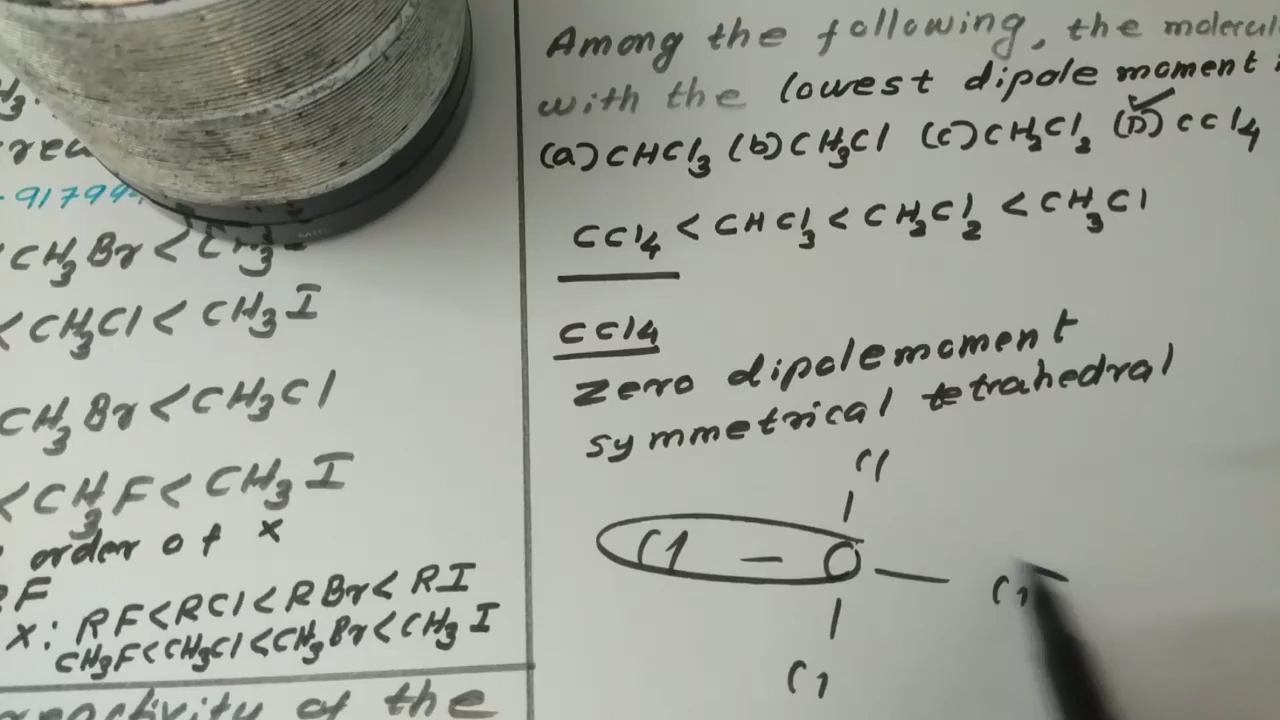 CH3Br <
< CH3Cl < CH3I
CH3Br < CH3Cl
< CH3F < CH3I
order of x
RF
x: RF < RCl < RBr < RI
CH3F < CH3Cl < CH3Br < CH3I
of the
Among the following, the
with the lowest dipole moment
(a) CHCl3 (b) CH3Cl (c) CH2Cl2 (D) CCl4
CCl4 < CHCl3 < CH2Cl2 < CH3Cl
CCl4
Zero dipolemoment
symmetrical tetrahedral
Cl
Cl — C — Cl
Cl